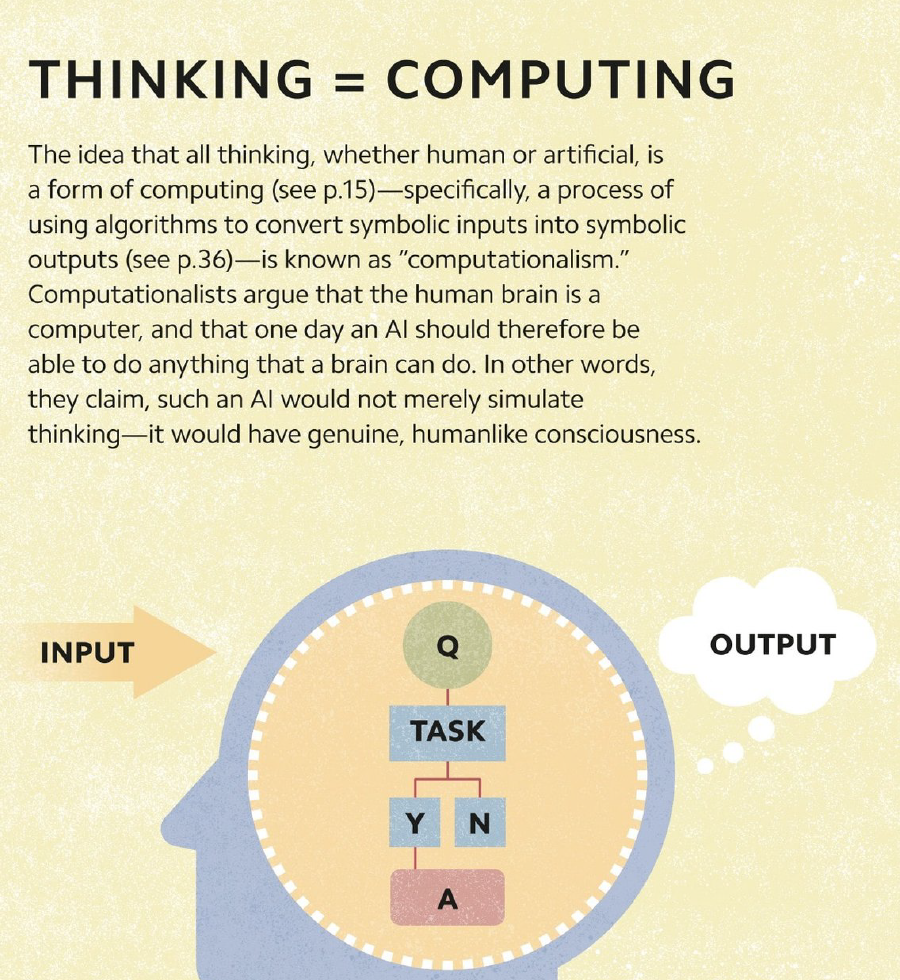 THINKING = COMPUTING
The idea that all thinking, whether human or artificial, is
a form of computing (see p.15)—specifically, a process of
using algorithms to convert symbolic inputs into symbolic
outputs (see p.36)—is known as ”computationalism.”
Computationalists argue that the human brain is a
computer, and that one day an AI should therefore be
able to do anything that a brain can do. In other words,
they claim, such an AI would not merely simulate
thinking—it would have genuine, humanlike consciousness.
INPUT
Q
OUTPUT
TASK
Y N
A